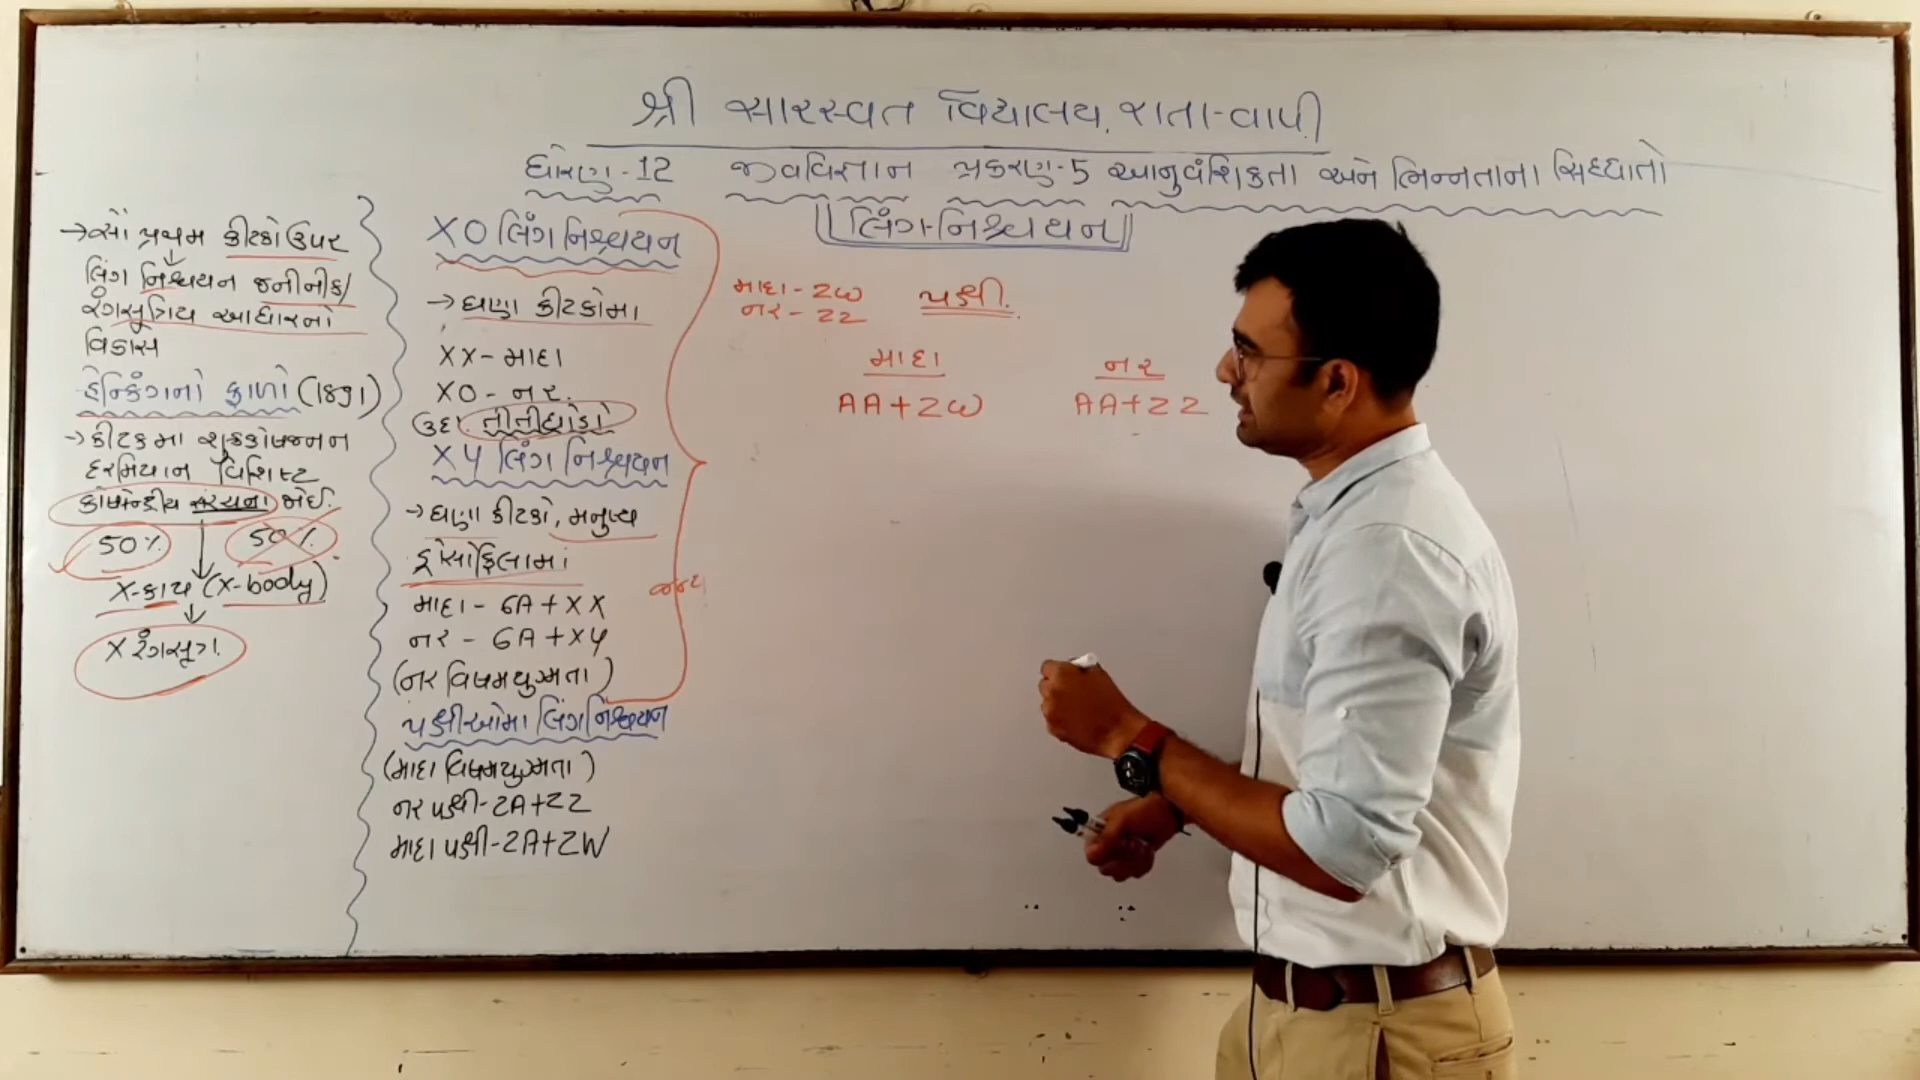 શ્રી સારસ્વત વિદ્યાલય, રાતા-વાપી
ધોરણ-12 જીવવિજ્ઞાન પ્રકરણ-5 આનુવંશિકતા અને ભિન્નતાના સિદ્ધાતો
લિંગ-નિશ્ચયન
→ સૌ પ્રથમ કીટકો ઉપર
લિંગ નિશ્ચયન જનીનીક/
રંગસૂત્રિય આધારનો
વિકાસ
હેન્કિંગનો ફાળો (1891)
→ કીટકમા શુક્રકોષજનન
દરમિયાન વિશિષ્ટ
કોષકેન્દ્રીય સંરચના જોઈ.
50% 50%
X-કાય (X-body)
X રંગસૂત્ર
XO લિંગ નિશ્ચયન
→ ઘણા કીટકોમા
XX - માદા
XO - નર.
ઉદા. તીતીઘોડો
XY લિંગ નિશ્ચયન
→ ઘણા કીટકો, મનુષ્ય
ડ્રોસોફિલામાં
માદા - 6A + XX
નર - 6A + XY
(નર વિષમયુગ્મતા)
પક્ષીઓમા લિંગ નિશ્ચયન
(માદા વિષમયુગ્મતા)
નર પક્ષી - 2A+ZZ
માદા પક્ષી - 2A+ZW
માદા - ZW પક્ષી.
નર - ZZ
માદા નર
AA+ZW AA+ZZ